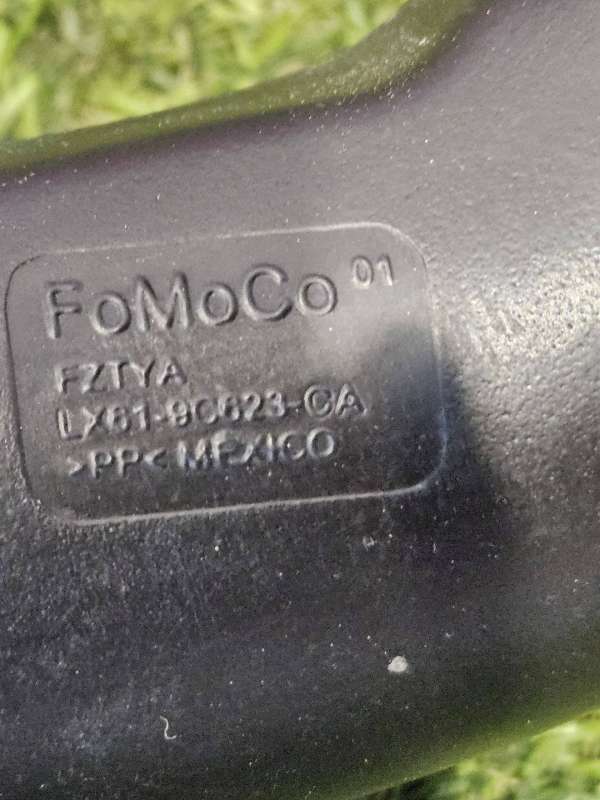 FoMoCo 01
FZTYA
LX61-9C623-CA
>PP< MEXICO